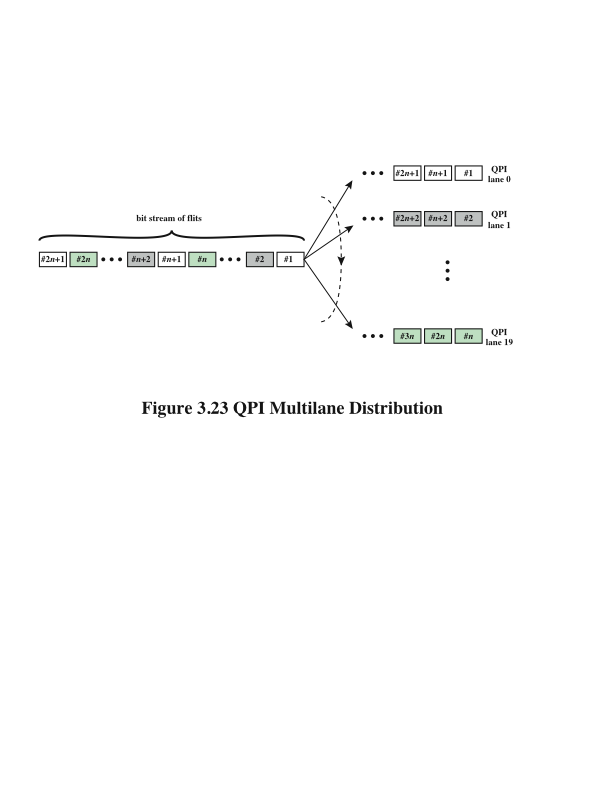 bit stream of flits
#2n+1 #2n ••• #n+2 #n+1 #n ••• #2 #1
••• #2n+1 #n+1 #1 QPI
lane 0
••• #2n+2 #n+2 #2 QPI
lane 1
••• #3n #2n #n QPI
lane 19
Figure 3.23 QPI Multilane Distribution